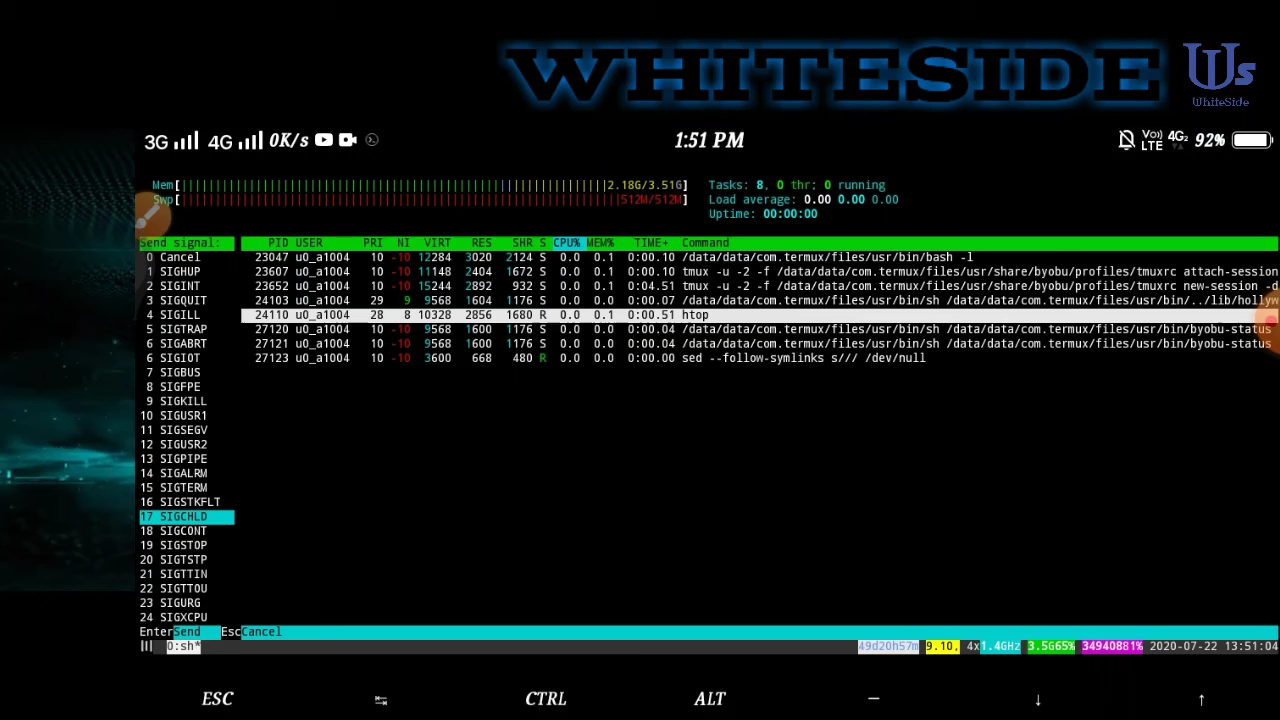 WHITESIDE
WhiteSide
3G 4G 0K/s 1:51 PM Vo)) LTE 4G2 92%
Mem[ 2.18G/3.51G] Tasks: 8, 0 thr; 0 running
Swp[ 512M/512M] Load average: 0.00 0.00 0.00
Uptime: 00:00:00
Send signal: PID USER PRI NI VIRT RES SHR S CPU% MEM% TIME+ Command
0 Cancel 23047 u0_a1004 10 -10 12284 3020 2124 S 0.0 0.1 0:00.10 /data/data/com.termux/files/usr/bin/bash -l
1 SIGHUP 23607 u0_a1004 10 -10 11148 2404 1672 S 0.0 0.1 0:00.10 tmux -u -2 -f /data/data/com.termux/files/usr/share/byobu/profiles/tmuxrc attach-session
2 SIGINT 23652 u0_a1004 10 -10 15244 2892 932 S 0.0 0.1 0:04.51 tmux -u -2 -f /data/data/com.termux/files/usr/share/byobu/profiles/tmuxrc new-session -d
3 SIGQUIT 24103 u0_a1004 29 9 9568 1604 1176 S 0.0 0.0 0:00.07 /data/data/com.termux/files/usr/bin/sh /data/data/com.termux/files/usr/bin/../lib/hollyw
4 SIGILL 24110 u0_a1004 28 8 10328 2856 1680 R 0.0 0.1 0:00.51 htop
5 SIGTRAP 27120 u0_a1004 10 -10 9568 1600 1176 S 0.0 0.0 0:00.04 /data/data/com.termux/files/usr/bin/sh /data/data/com.termux/files/usr/bin/byobu-status
6 SIGABRT 27121 u0_a1004 10 -10 9568 1600 1176 S 0.0 0.0 0:00.04 /data/data/com.termux/files/usr/bin/sh /data/data/com.termux/files/usr/bin/byobu-status
6 SIGIOT 27123 u0_a1004 10 -10 3600 668 480 R 0.0 0.0 0:00.00 sed --follow-symlinks s/// /dev/null
7 SIGBUS
8 SIGFPE
9 SIGKILL
10 SIGUSR1
11 SIGSEGV
12 SIGUSR2
13 SIGPIPE
14 SIGALRM
15 SIGTERM
16 SIGSTKFLT
17 SIGCHLD
18 SIGCONT
19 SIGSTOP
20 SIGTSTP
21 SIGTTIN
22 SIGTTOU
23 SIGURG
24 SIGXCPU
EnterSend EscCancel
0:sh* 49d20h57m 9.10, 4x1.4GHz 3.5G65% 34940881% 2020-07-22 13:51:04
ESC CTRL ALT — ↓ ↑